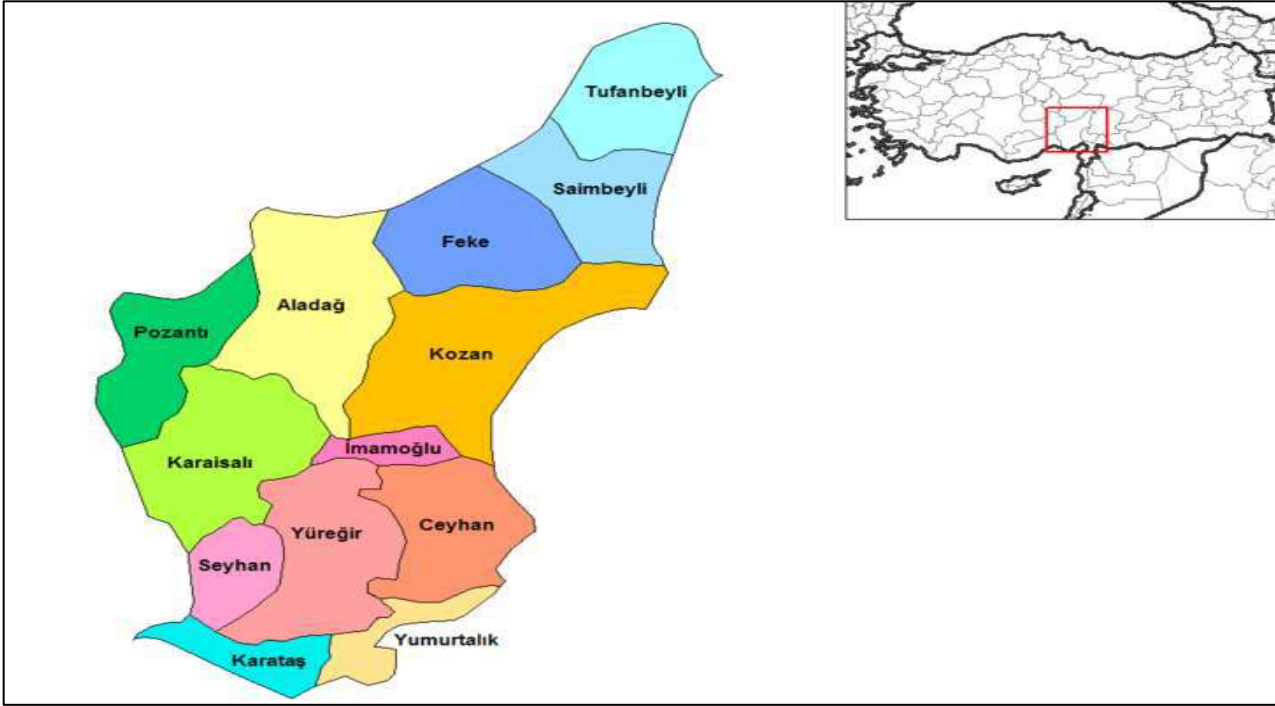 Tufanbeyli
Saimbeyli
Feke
Aladağ
Pozantı
Kozan
İmamoğlu
Karaisalı
Ceyhan
Yüreğir
Seyhan
Yumurtalık
Karataş